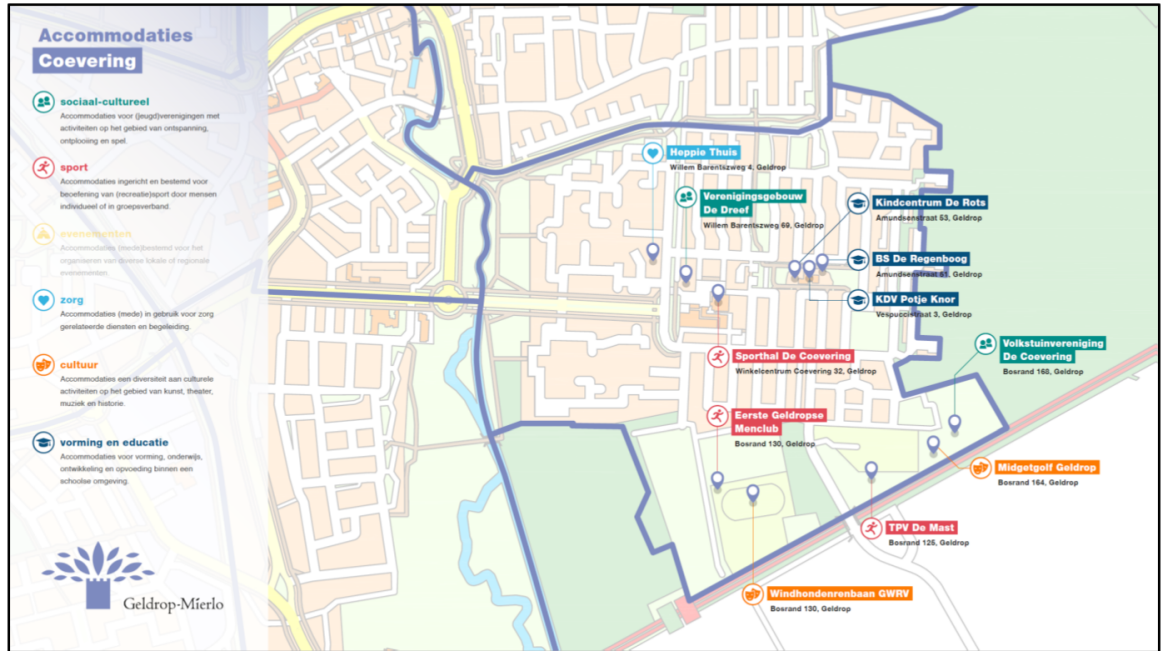 Accommodaties
Coevering
sociaal-cultureel
Accommodaties voor (jeugd)verenigingen met
activiteiten op het gebied van ontspanning,
ontplooiing en spel.
sport
Accommodaties ingericht en bestemd voor
beoefening van (recreatie)sport door mensen
individueel of in groepeverband.
evenementen
Accommodaties (mede)bestemd voor het
organiseren van diverse lokale of regionale
evenementen.
zorg
Accommodaties (mede) in gebruik voor zorg
gerelateerde diensten en begeleiding.
cultuur
Accommodaties een diversiteit aan culturele
activiteiten op het gebied van kunst, theater,
muziek en historie.
vorming en educatie
Accommodaties voor vorming, onderwijs,
ontwikkeling en opvoeding binnen een
schoolse omgeving.
Geldrop-Mierlo
Heppie Thuis
Willem Barentszweg 4, Geldrop
Verenigingsgebouw
De Dreef
Willem Barentszweg 69, Geldrop
Kindcentrum De Rots
Amundsenstraat 53, Geldrop
BS De Regenboog
Amundsenstraat 51, Geldrop
KDV Potje Knor
Vespuccistraat 3, Geldrop
Sporthal De Coevering
Winkelcentrum Coevering 32, Geldrop
Volkstuinvereniging
De Coevering
Bosrand 168, Geldrop
Eerste Geldropse
Menclub
Bosrand 130, Geldrop
Midgetgolf Geldrop
Bosrand 164, Geldrop
TPV De Mast
Bosrand 125, Geldrop
Windhondenrenbaan GWRV
Bosrand 130, Geldrop